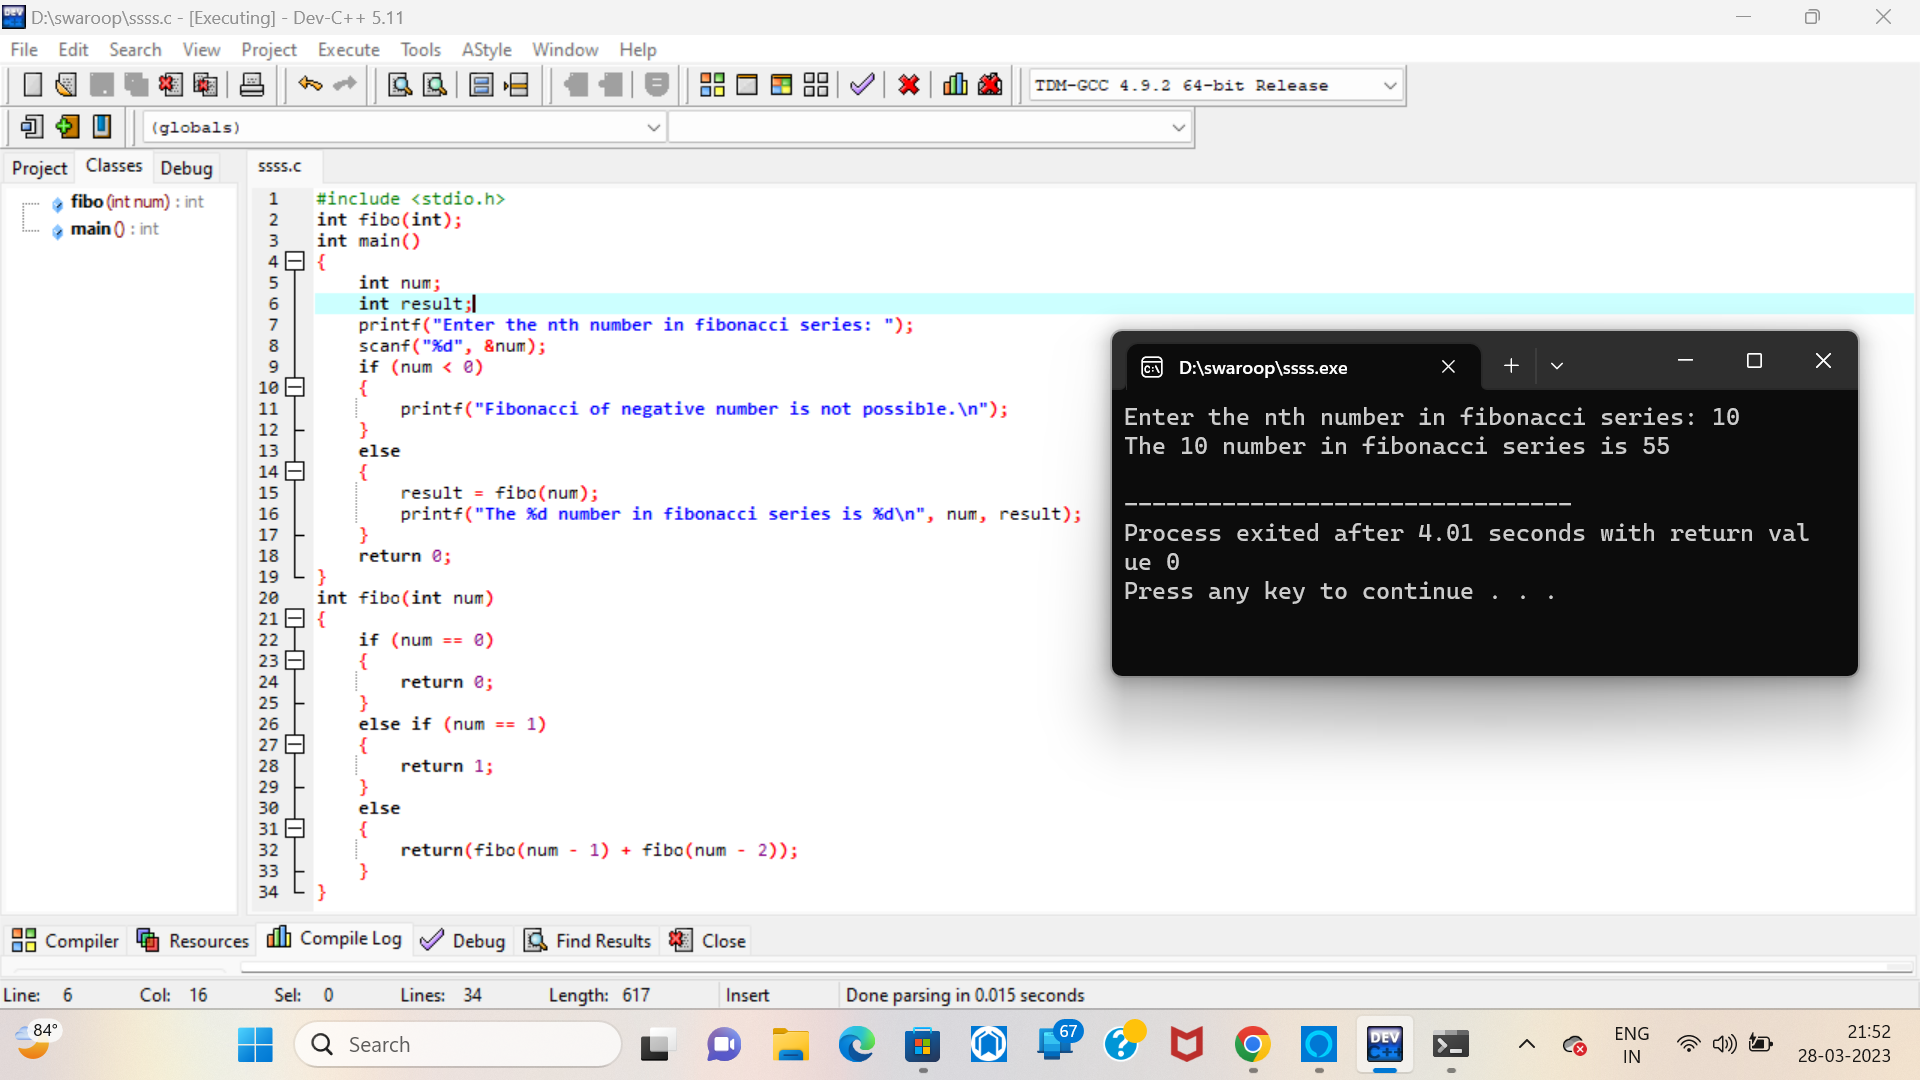 D:\swaroop\ssss.c - [Executing] - Dev-C++ 5.11
File Edit Search View Project Execute Tools AStyle Window Help
TDM-GCC 4.9.2 64-bit Release
(globals)
Project Classes Debug
ssss.c
fibo (int num) : int
main () : int
1 #include <stdio.h>
2 int fibo(int);
3 int main()
4 {
5 int num;
6 int result;
7 printf("Enter the nth number in fibonacci series: ");
8 scanf("%d", &num);
9 if (num < 0)
10 {
11 printf("Fibonacci of negative number is not possible.\n");
12 }
13 else
14 {
15 result = fibo(num);
16 printf("The %d number in fibonacci series is %d\n", num, result);
17 }
18 return 0;
19 }
20 int fibo(int num)
21 {
22 if (num == 0)
23 {
24 return 0;
25 }
26 else if (num == 1)
27 {
28 return 1;
29 }
30 else
31 {
32 return(fibo(num - 1) + fibo(num - 2));
33 }
34 }
D:\swaroop\ssss.exe
Enter the nth number in fibonacci series: 10
The 10 number in fibonacci series is 55
--------------------------------
Process exited after 4.01 seconds with return val
ue 0
Press any key to continue . . .
Compiler Resources Compile Log Debug Find Results Close
Line: 6 Col: 16 Sel: 0 Lines: 34 Length: 617 Insert Done parsing in 0.015 seconds
84°
Search
67
DEV
C++
ENG
IN
21:52
28-03-2023